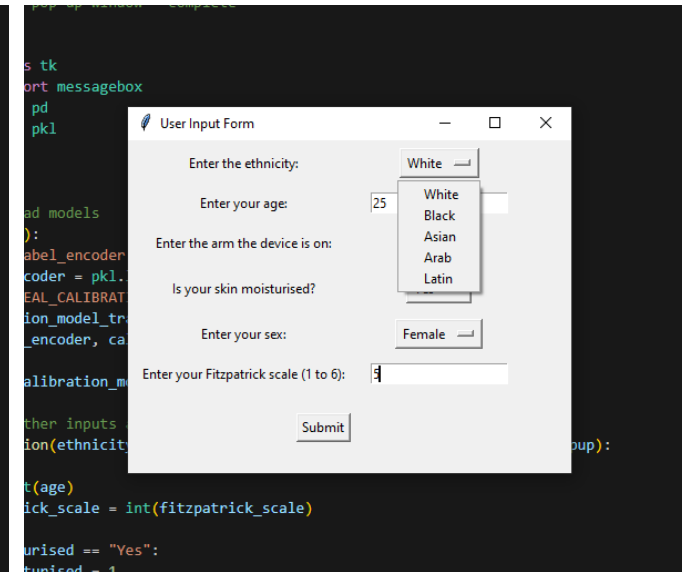 pop up window - complete
s tk
ort messagebox
pd
pkl
User Input Form
Enter the ethnicity:
White
White
Black
Asian
Arab
Latin
Enter your age:
25
ad models
):
Enter the arm the device is on:
abel_encoder
coder = pkl.
Is your skin moisturised?
EAL_CALIBRAT
ion_model_tr
Enter your sex:
Female
_encoder, ca
Enter your Fitzpatrick scale (1 to 6):
5
alibration_m
Submit
ther inputs
ion(ethnicity
oup):
t(age)
ick_scale = int(fitzpatrick_scale)
urised == "Yes":
turised = 1